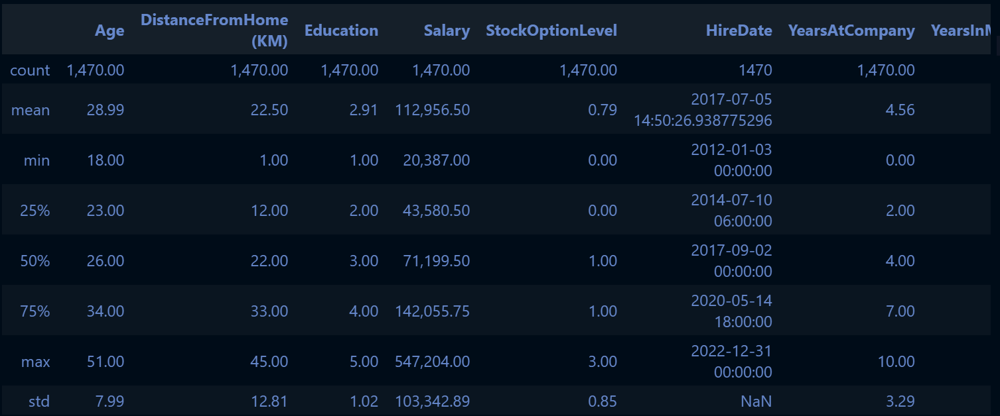 Age DistanceFromHome (KM) Education Salary StockOptionLevel HireDate YearsAtCompany YearsInM
count 1,470.00 1,470.00 1,470.00 1,470.00 1,470.00 1470 1,470.00
mean 28.99 22.50 2.91 112,956.50 0.79 2017-07-05 14:50:26.938775296 4.56
min 18.00 1.00 1.00 20,387.00 0.00 2012-01-03 00:00:00 0.00
25% 23.00 12.00 2.00 43,580.50 0.00 2014-07-10 06:00:00 2.00
50% 26.00 22.00 3.00 71,199.50 1.00 2017-09-02 00:00:00 4.00
75% 34.00 33.00 4.00 142,055.75 1.00 2020-05-14 18:00:00 7.00
max 51.00 45.00 5.00 547,204.00 3.00 2022-12-31 00:00:00 10.00
std 7.99 12.81 1.02 103,342.89 0.85 NaN 3.29